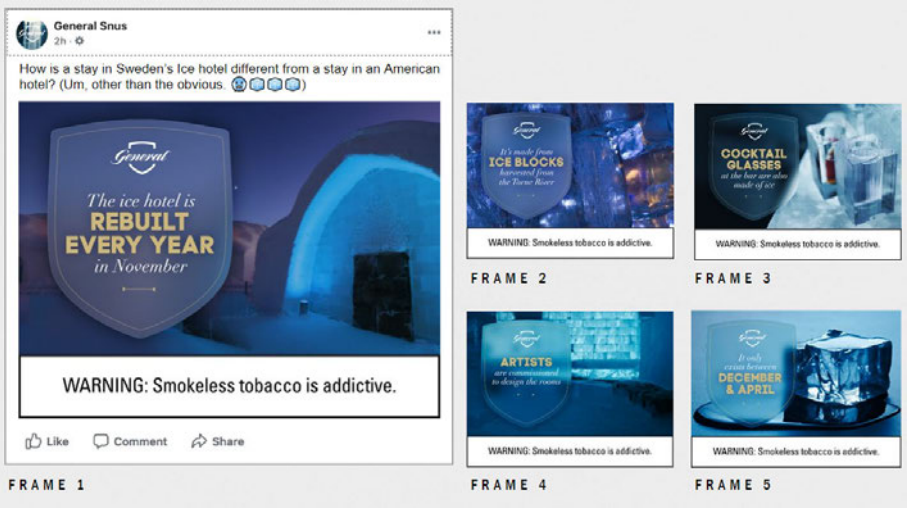 General Snus
2h
How is a stay in Sweden's Ice hotel different from a stay in an American
hotel? (Um, other than the obvious. 🥶🧊🧊🧊)
General
The ice hotel is
REBUILT
EVERY YEAR
in November
WARNING: Smokeless tobacco is addictive.
Like
Comment
Share
FRAME 1
General
It's made from
ICE BLOCKS
harvested from
the Torne River
WARNING: Smokeless tobacco is addictive.
FRAME 2
General
COCKTAIL
GLASSES
at the bar are also
made of ice
WARNING: Smokeless tobacco is addictive.
FRAME 3
General
ARTISTS
are commissioned
to design the rooms
WARNING: Smokeless tobacco is addictive.
FRAME 4
General
It only
exists between
DECEMBER
& APRIL
WARNING: Smokeless tobacco is addictive.
FRAME 5